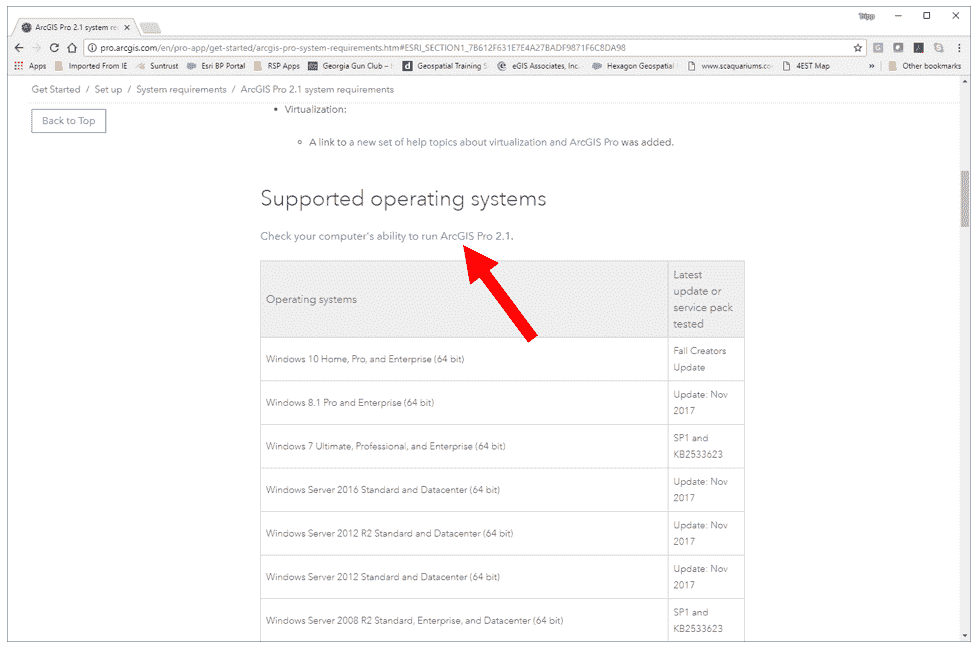 ArcGIS Pro 2.1 system re
Tripp
pro.arcgis.com/en/pro-app/get-started/arcgis-pro-system-requirements.htm#ESRI_SECTION1_7B612F631E7E4A27BADF9871F6C8DA98
Apps Imported From IE Suntrust Esri BP Portal RSP Apps Georgia Gun Club – Geospatial Training S eGIS Associates, Inc. Hexagon Geospatial www.scaquariums.co 4EST Map » Other bookmarks
Get Started / Set up / System requirements / ArcGIS Pro 2.1 system requirements
Back to Top
Virtualization:
A link to a new set of help topics about virtualization and ArcGIS Pro was added.
Supported operating systems
Check your computer's ability to run ArcGIS Pro 2.1.
Operating systems
Latest
update or
service pack
tested
Windows 10 Home, Pro, and Enterprise (64 bit)
Fall Creators
Update
Windows 8.1 Pro and Enterprise (64 bit)
Update: Nov
2017
Windows 7 Ultimate, Professional, and Enterprise (64 bit)
SP1 and
KB2533623
Windows Server 2016 Standard and Datacenter (64 bit)
Update: Nov
2017
Windows Server 2012 R2 Standard and Datacenter (64 bit)
Update: Nov
2017
Windows Server 2012 Standard and Datacenter (64 bit)
Update: Nov
2017
Windows Server 2008 R2 Standard, Enterprise, and Datacenter (64 bit)
SP1 and
KB2533623